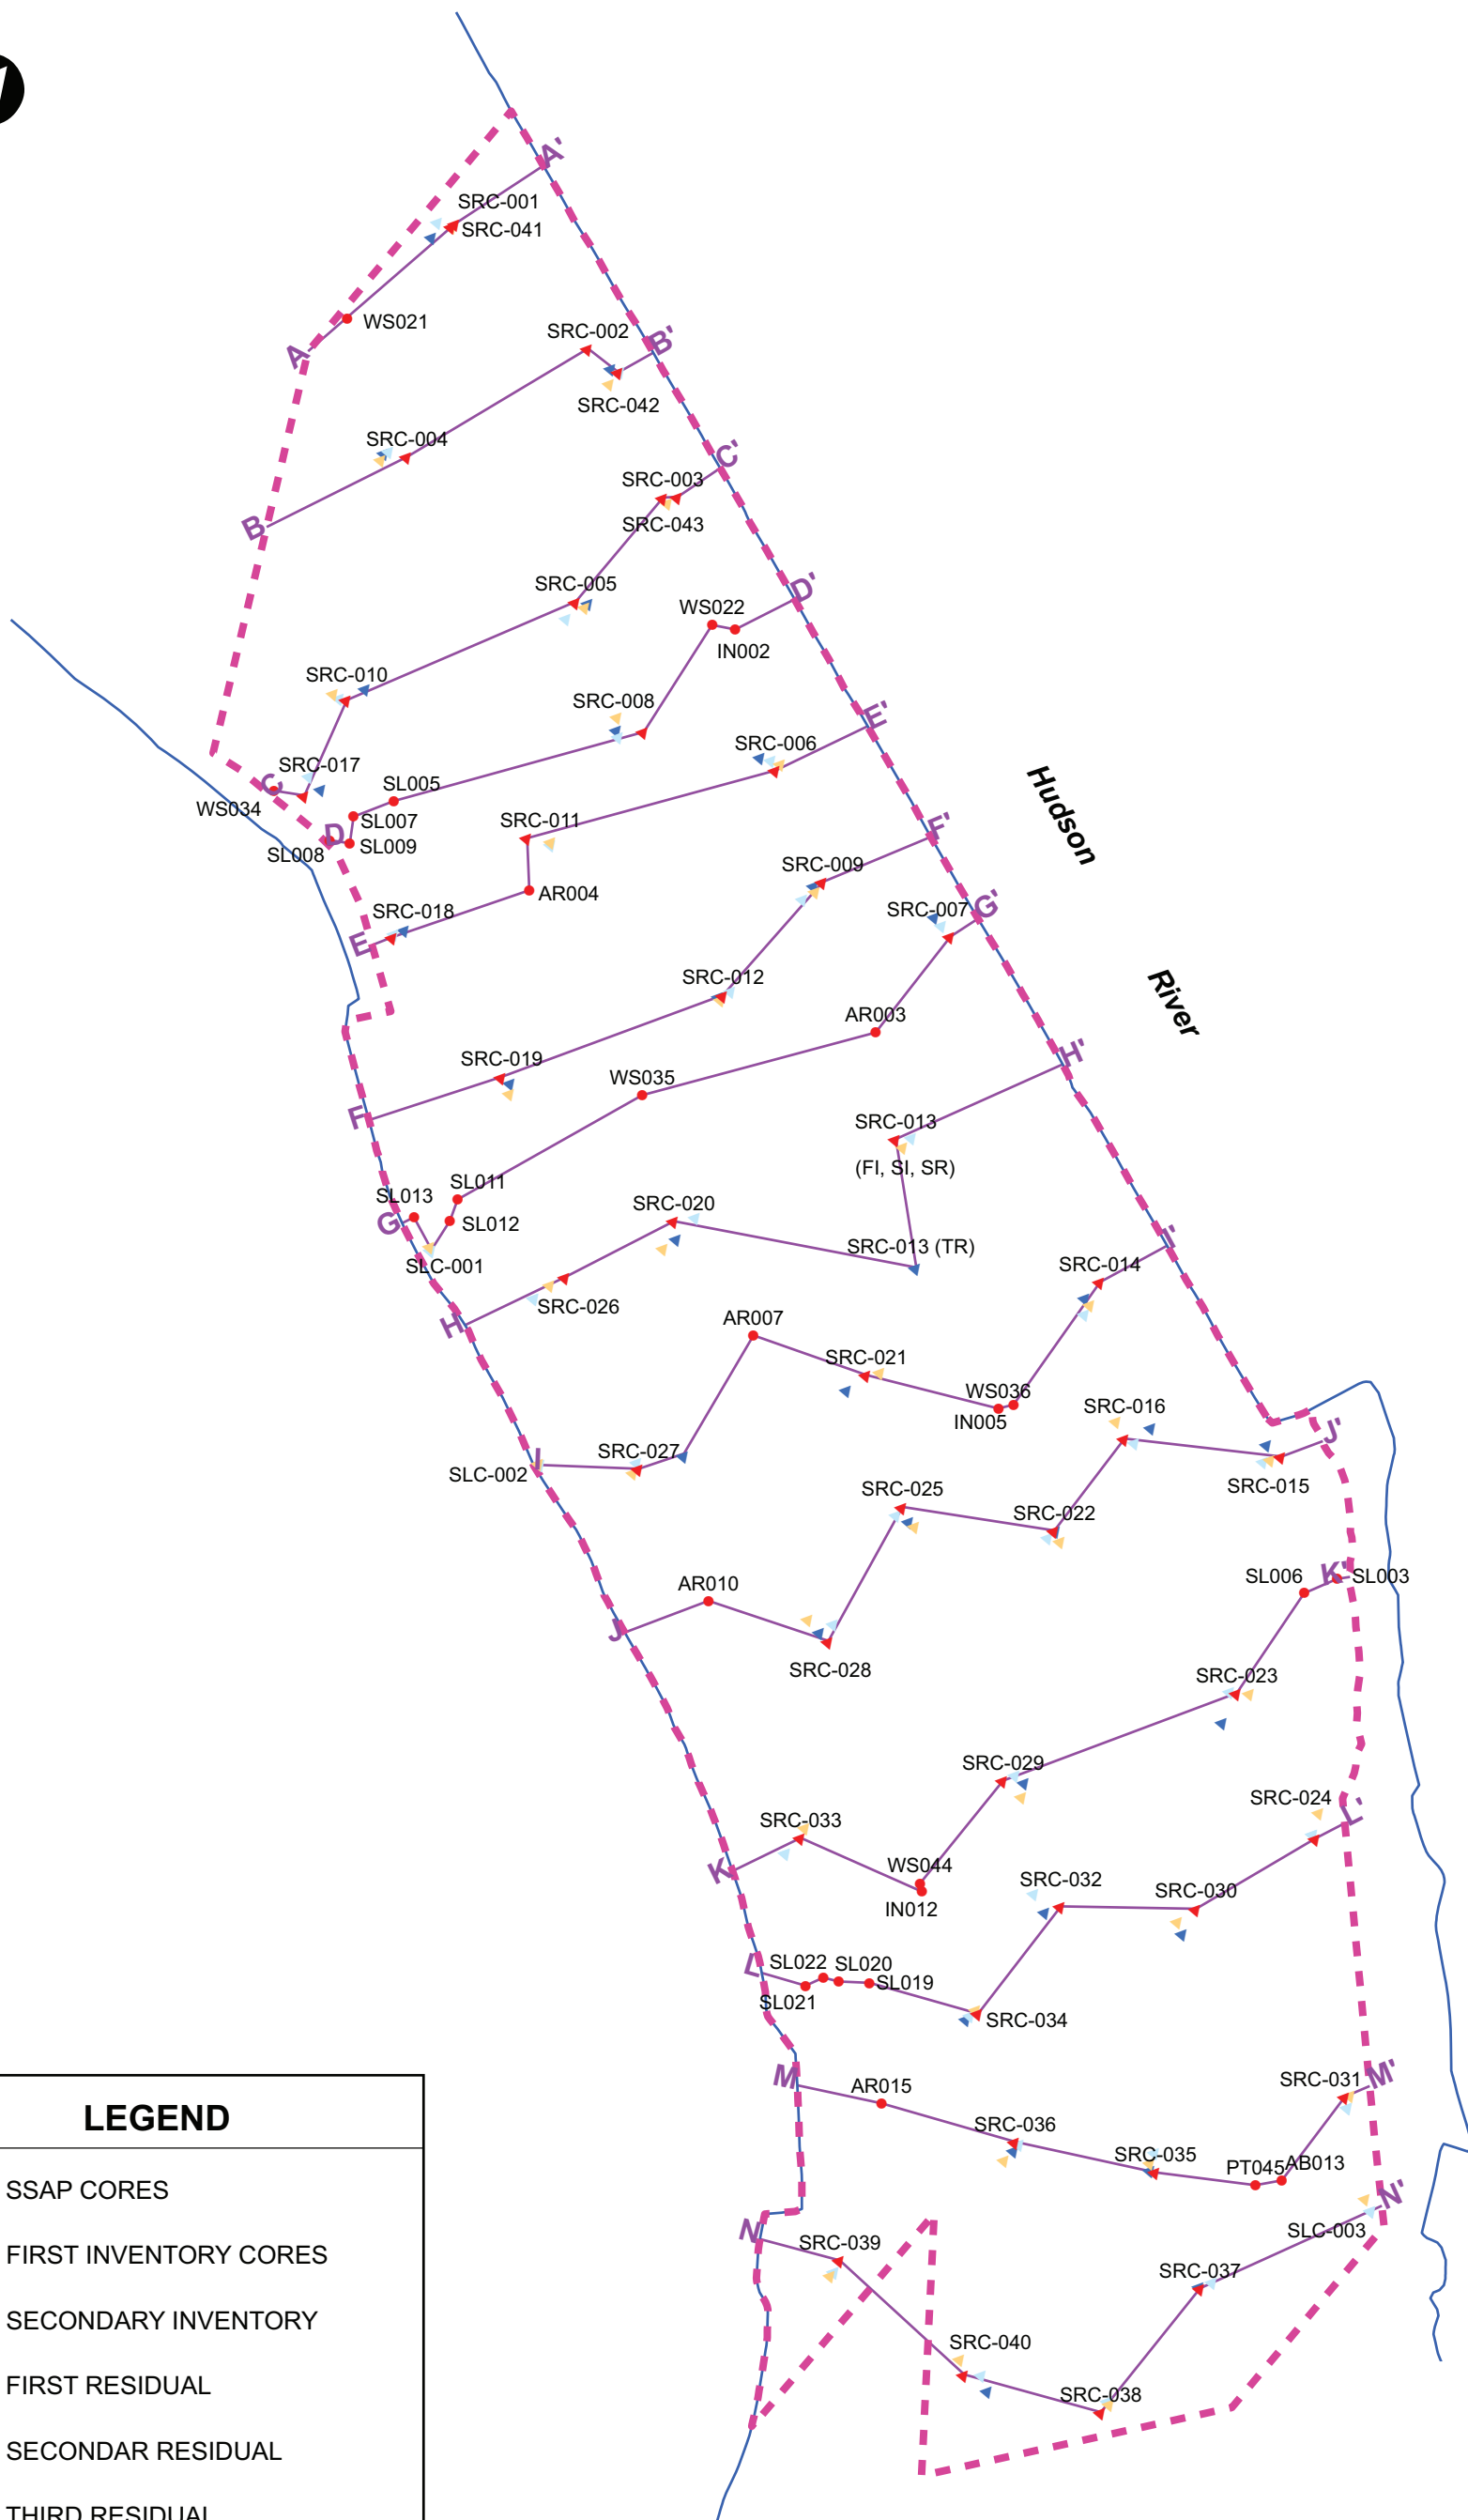 A'
SRC-001
SRC-041
WS021
A
SRC-002
B'
SRC-042
SRC-004
B
C'
SRC-003
SRC-043
SRC-005
D'
WS022
IN002
SRC-010
SRC-008
E'
SRC-006
SRC-017
C
WS034
SL005
SL007
D
SL009
SL008
SRC-011
F'
Hudson
SRC-009
AR004
SRC-018
E
SRC-007
G'
SRC-012
River
AR003
H'
SRC-019
WS035
F
SRC-013
(FI, SI, SR)
SL011
SL013
SL012
G
SLC-001
SRC-020
SRC-013 (TR)
I'
SRC-014
SRC-026
H
AR007
SRC-021
WS036
IN005
SRC-016
J'
SRC-027
I
SLC-002
SRC-015
SRC-025
SRC-022
AR010
SL006
K'
SL003
J
SRC-028
SRC-023
SRC-029
SRC-024
L'
SRC-033
K
WS044
IN012
SRC-032
SRC-030
L
SL022
SL020
SL019
SL021
SRC-034
M
AR015
SRC-031
M'
SRC-036
SRC-035
PT045
AB013
N'
SLC-003
N
SRC-039
SRC-037
SRC-040
SRC-038
LEGEND
SSAP CORES
FIRST INVENTORY CORES
SECONDARY INVENTORY
FIRST RESIDUAL
SECONDAR RESIDUAL
THIRD RESIDUAL